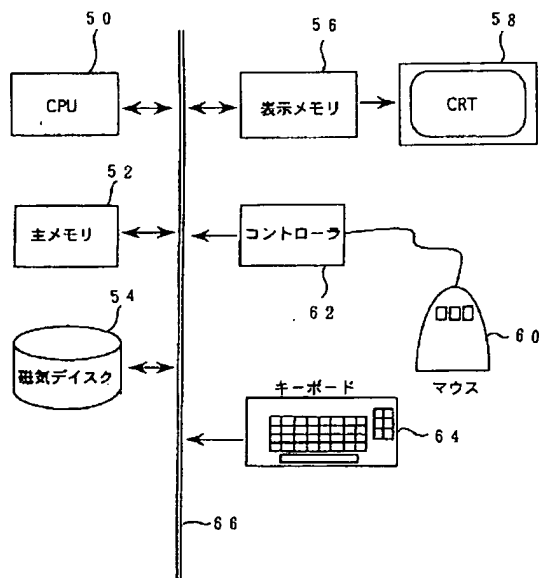 50
56
58
CPU
表示メモリ
CRT
52
主メモリ
コントローラ
62
54
60
磁気デイスク
マウス
キーボード
64
66